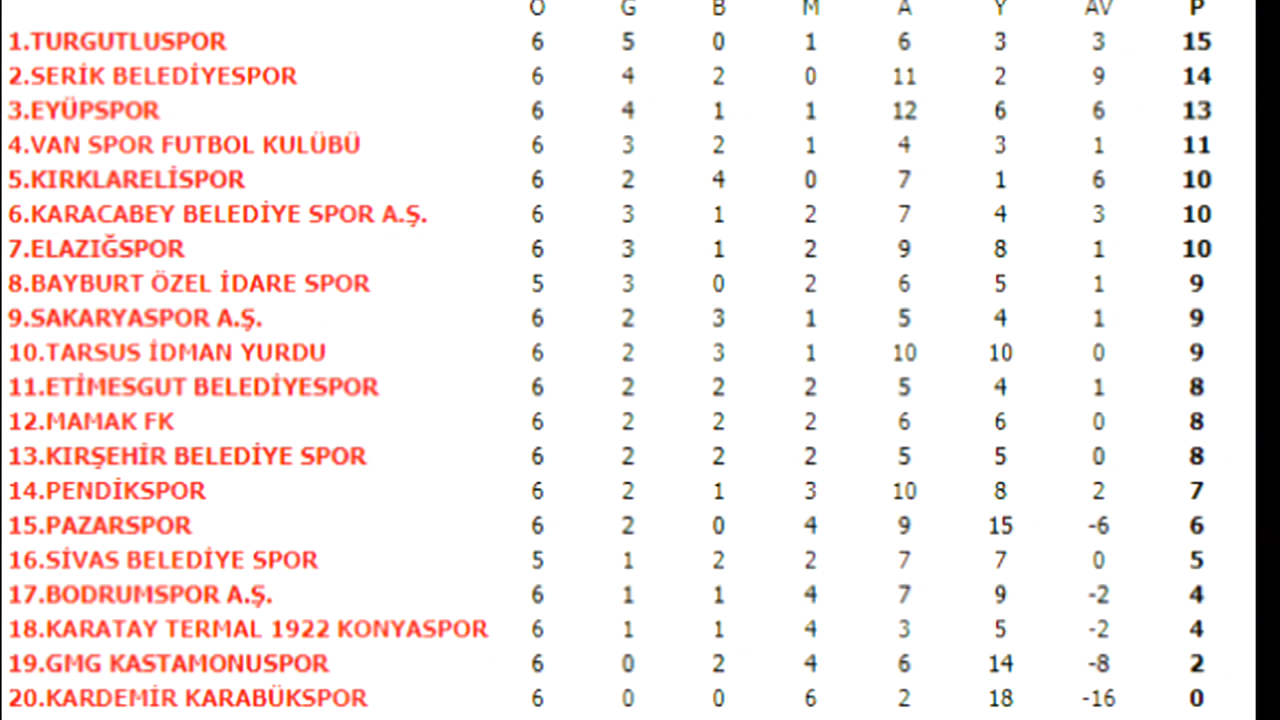 O G B M A Y AV P
1.TURGUTLUSPOR 6 5 0 1 6 3 3 15
2.SERİK BELEDİYESPOR 6 4 2 0 11 2 9 14
3.EYÜPSPOR 6 4 1 1 12 6 6 13
4.VAN SPOR FUTBOL KULÜBÜ 6 3 2 1 4 3 1 11
5.KIRKLARELİSPOR 6 2 4 0 7 1 6 10
6.KARACABEY BELEDİYE SPOR A.Ş. 6 3 1 2 7 4 3 10
7.ELAZIĞSPOR 6 3 1 2 9 8 1 10
8.BAYBURT ÖZEL İDARE SPOR 5 3 0 2 6 5 1 9
9.SAKARYASPOR A.Ş. 6 2 3 1 5 4 1 9
10.TARSUS İDMAN YURDU 6 2 3 1 10 10 0 9
11.ETİMESGUT BELEDİYESPOR 6 2 2 2 5 4 1 8
12.MAMAK FK 6 2 2 2 6 6 0 8
13.KIRŞEHİR BELEDİYE SPOR 6 2 2 2 5 5 0 8
14.PENDİKSPOR 6 2 1 3 10 8 2 7
15.PAZARSPOR 6 2 0 4 9 15 -6 6
16.SİVAS BELEDİYE SPOR 5 1 2 2 7 7 0 5
17.BODRUMSPOR A.Ş. 6 1 1 4 7 9 -2 4
18.KARATAY TERMAL 1922 KONYASPOR 6 1 1 4 3 5 -2 4
19.GMG KASTAMONUSPOR 6 0 2 4 6 14 -8 2
20.KARDEMİR KARABÜKSPOR 6 0 0 6 2 18 -16 0